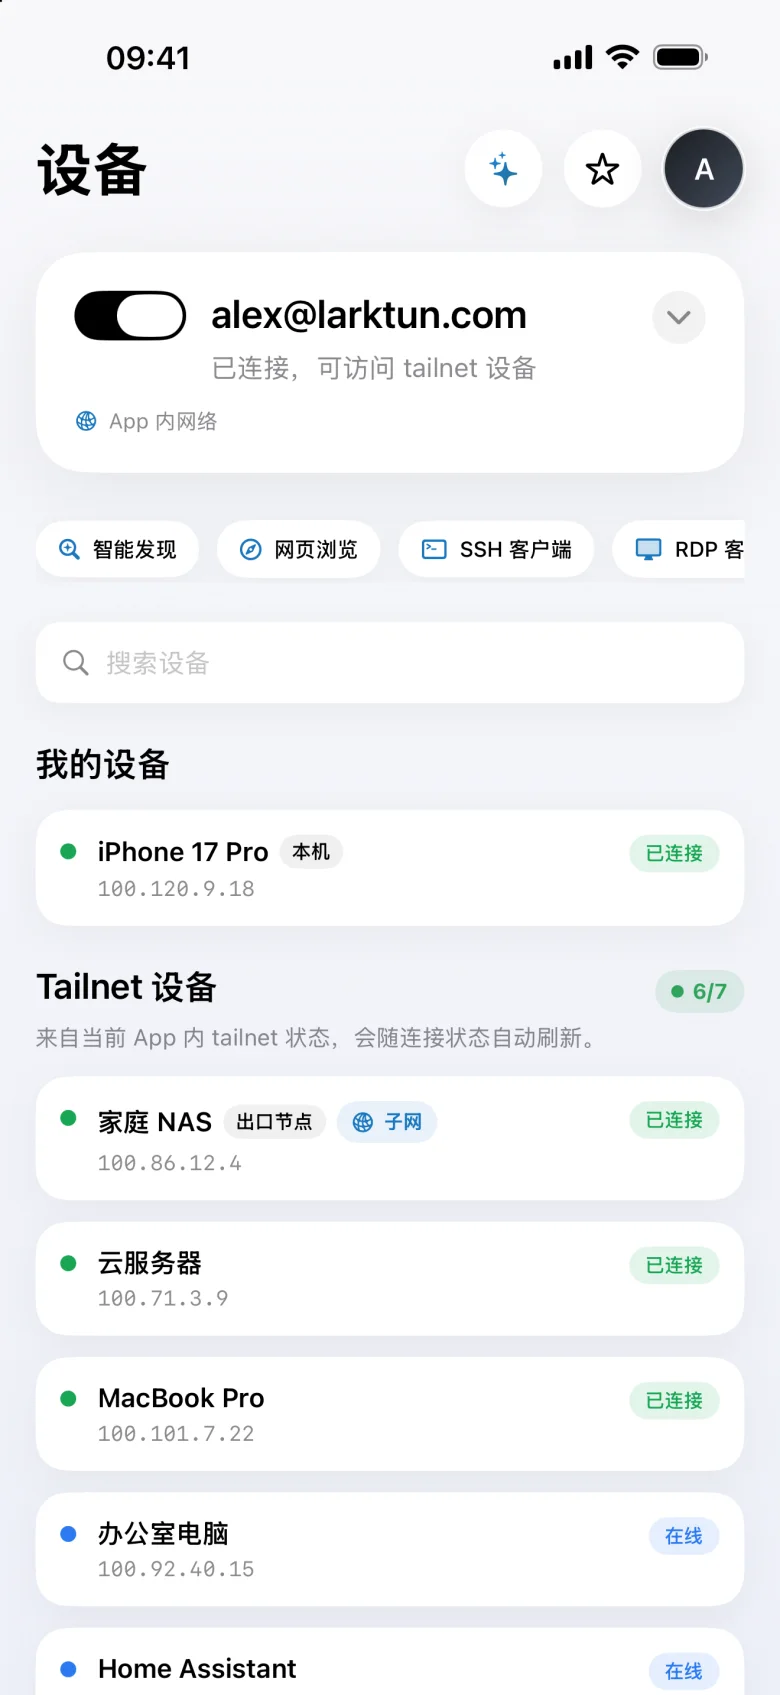 09:41
设备
A
alex@larktun.com
已连接，可访问 tailnet 设备
App 内网络
智能发现
网页浏览
SSH 客户端
RDP 客
搜索设备
我的设备
iPhone 17 Pro 本机 已连接
100.120.9.18
Tailnet 设备 6/7
来自当前 App 内 tailnet 状态，会随连接状态自动刷新。
家庭 NAS 出口节点 子网 已连接
100.86.12.4
云服务器 已连接
100.71.3.9
MacBook Pro 已连接
100.101.7.22
办公室电脑 在线
100.92.40.15
Home Assistant 在线